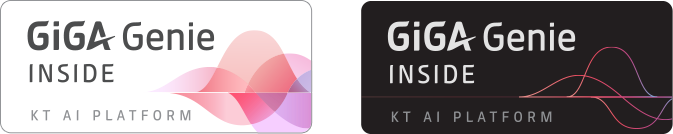 GiGA Genie
INSIDE
KT AI PLATFORM
GiGA Genie
INSIDE
KT AI PLATFORM